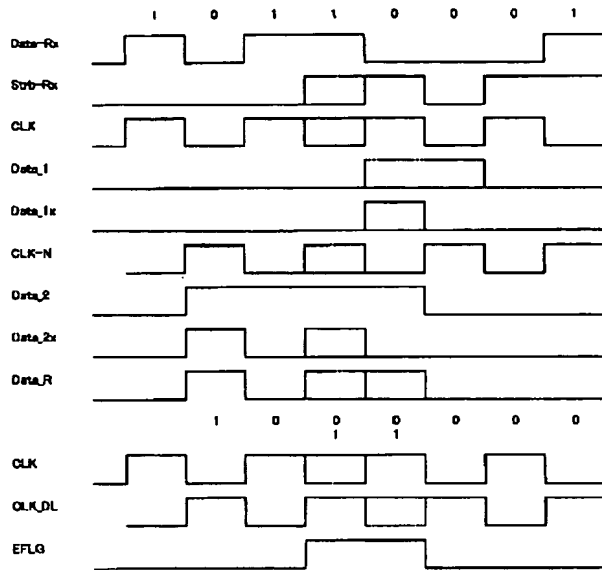 1 0 1 1 0 0 0 1
Data-Rx
Strb-Rx
CLK
Data_1
Data_1x
CLK-N
Data_2
Data_2x
Data_R
1 0 0 0 0 0 0
1 1
CLK
CLK_DL
EFLG